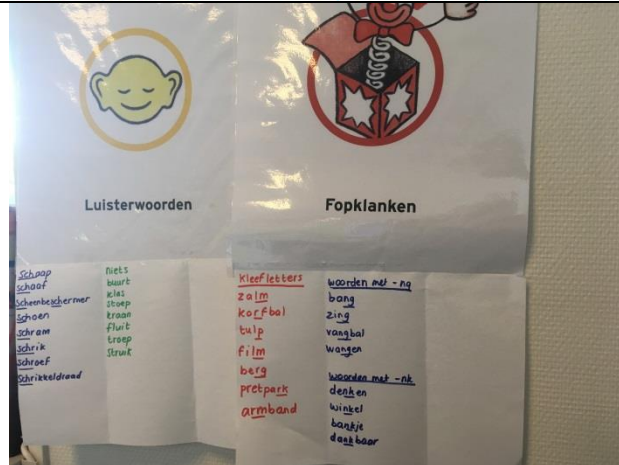 Luisterwoorden
Schaap
schaaf
Scheenbeschermer
schoen
schram
schrik
schroef
Schrikkeldraad
niets
buurt
klas
stoep
kraan
fluit
troep
struik
Fopklanken
Kleefletters
zalm
korfbal
tulp
film
berg
pretpark
armband
woorden met -ng
bang
zing
vangbal
wangen
woorden met -nk
denken
winkel
bankje
dankbaar